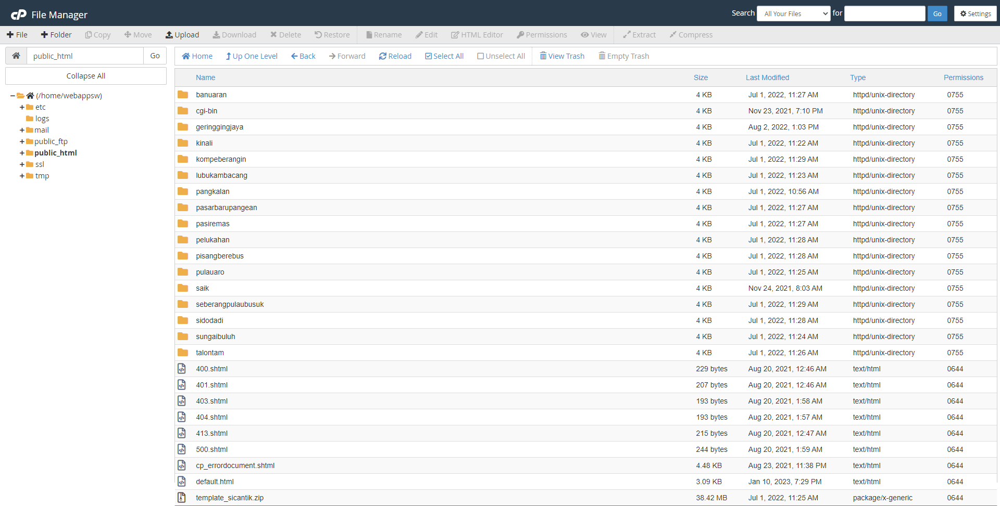 cP File Manager
Search All Your Files for Go Settings
File Folder Copy Move Upload Download Delete Restore Rename Edit HTML Editor Permissions View Extract Compress
public_html Go
Home Up One Level Back Forward Reload Select All Unselect All View Trash Empty Trash
Collapse All
(/home/webappsw)
etc
logs
mail
public_ftp
public_html
ssl
tmp
Name Size Last Modified Type Permissions
banuaran 4 KB Jul 1, 2022, 11:27 AM httpd/unix-directory 0755
cgi-bin 4 KB Nov 23, 2021, 7:10 PM httpd/unix-directory 0755
geringgingjaya 4 KB Aug 2, 2022, 1:03 PM httpd/unix-directory 0755
kinali 4 KB Jul 1, 2022, 11:22 AM httpd/unix-directory 0755
kompeberangin 4 KB Jul 1, 2022, 11:29 AM httpd/unix-directory 0755
lubukambacang 4 KB Jul 1, 2022, 11:23 AM httpd/unix-directory 0755
pangkalan 4 KB Jul 1, 2022, 10:56 AM httpd/unix-directory 0755
pasarbarupangean 4 KB Jul 1, 2022, 11:27 AM httpd/unix-directory 0755
pasiremas 4 KB Jul 1, 2022, 11:27 AM httpd/unix-directory 0755
pelukahan 4 KB Jul 1, 2022, 11:28 AM httpd/unix-directory 0755
pisangberebus 4 KB Jul 1, 2022, 11:28 AM httpd/unix-directory 0755
pulauaro 4 KB Jul 1, 2022, 11:25 AM httpd/unix-directory 0755
saik 4 KB Nov 24, 2021, 8:03 AM httpd/unix-directory 0755
seberangpulaubusuk 4 KB Jul 1, 2022, 11:29 AM httpd/unix-directory 0755
sidodadi 4 KB Jul 1, 2022, 11:28 AM httpd/unix-directory 0755
sungaibuluh 4 KB Jul 1, 2022, 11:24 AM httpd/unix-directory 0755
talontam 4 KB Jul 1, 2022, 11:26 AM httpd/unix-directory 0755
400.shtml 229 bytes Aug 20, 2021, 12:46 AM text/html 0644
401.shtml 207 bytes Aug 20, 2021, 12:46 AM text/html 0644
403.shtml 193 bytes Aug 20, 2021, 1:58 AM text/html 0644
404.shtml 193 bytes Aug 20, 2021, 1:57 AM text/html 0644
413.shtml 215 bytes Aug 20, 2021, 12:47 AM text/html 0644
500.shtml 244 bytes Aug 20, 2021, 1:59 AM text/html 0644
cp_errordocument.shtml 4.48 KB Aug 23, 2021, 11:38 PM text/html 0644
default.html 3.09 KB Jan 10, 2023, 7:29 PM text/html 0644
template_sicantik.zip 38.42 MB Jul 1, 2022, 11:25 AM package/x-generic 0644